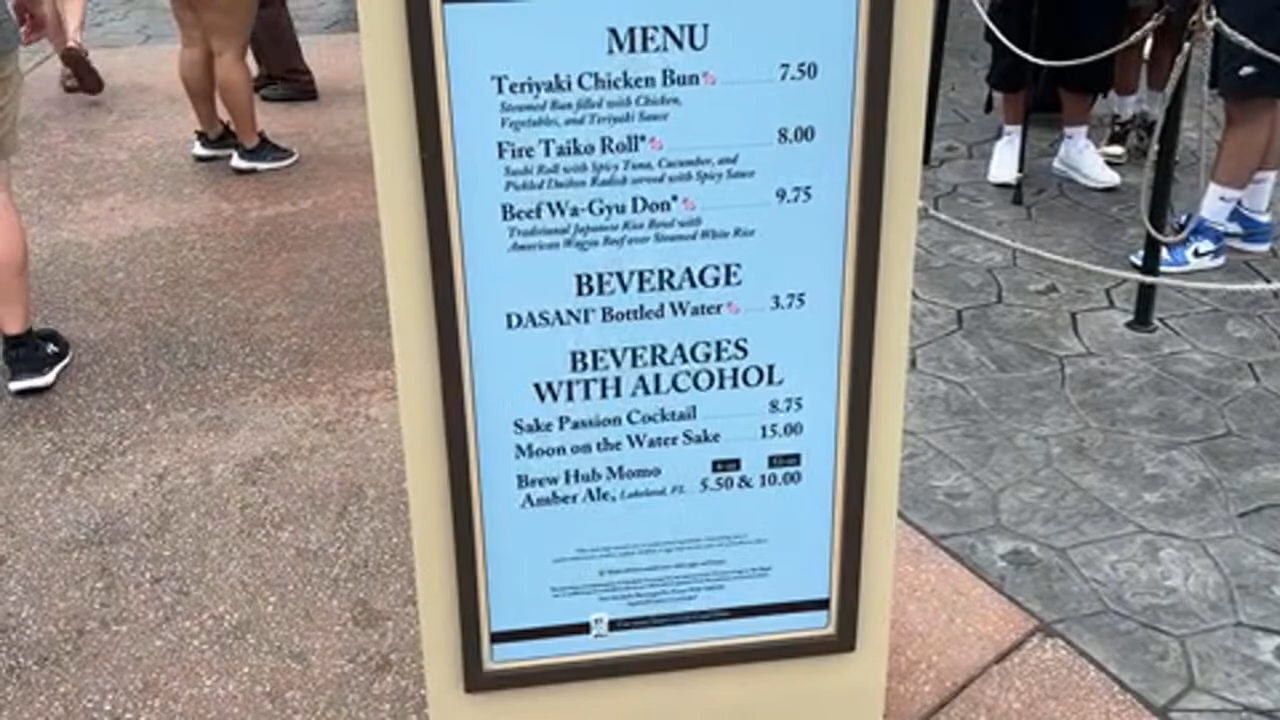 MENU
Teriyaki Chicken Bun 7.50
Steamed Bun filled with Chicken,
Vegetables, and Teriyaki Sauce
Fire Taiko Roll* 8.00
Sushi Roll with Spicy Tuna, Cucumber, and
Pickled Daikon Radish served with Spicy Sauce
Beef Wa-Gyu Don* 9.75
Traditional Japanese Rice Bowl with
American Wagyu Beef over Steamed White Rice
BEVERAGE
DASANI® Bottled Water 3.75
BEVERAGES
WITH ALCOHOL
Sake Passion Cocktail 8.75
Moon on the Water Sake 15.00
Brew Hub Momo
Amber Ale, Lakeland, FL 5.50 & 10.00